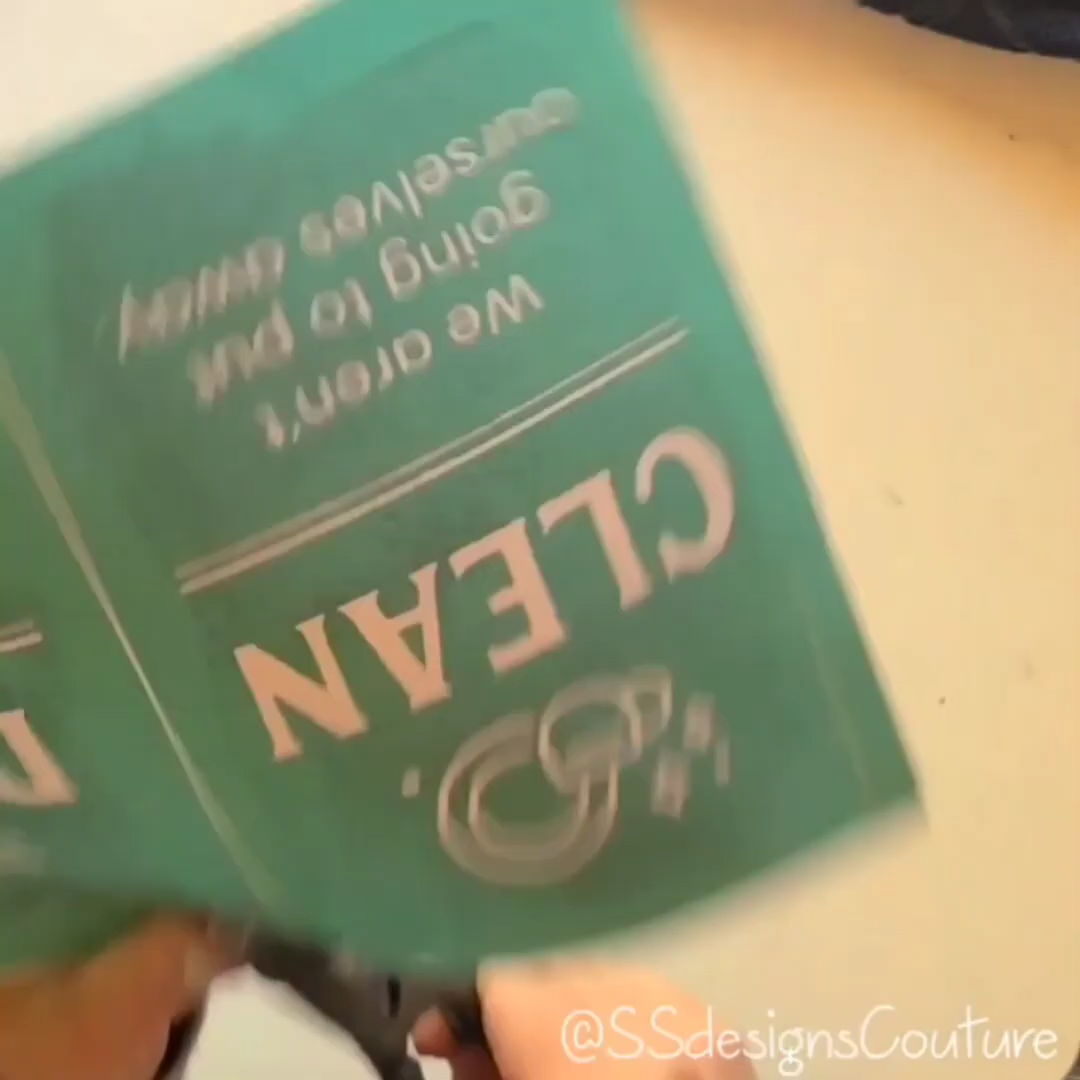 CLEAN
we aren't
going to put
ourselves away
@SSdesignsCouture